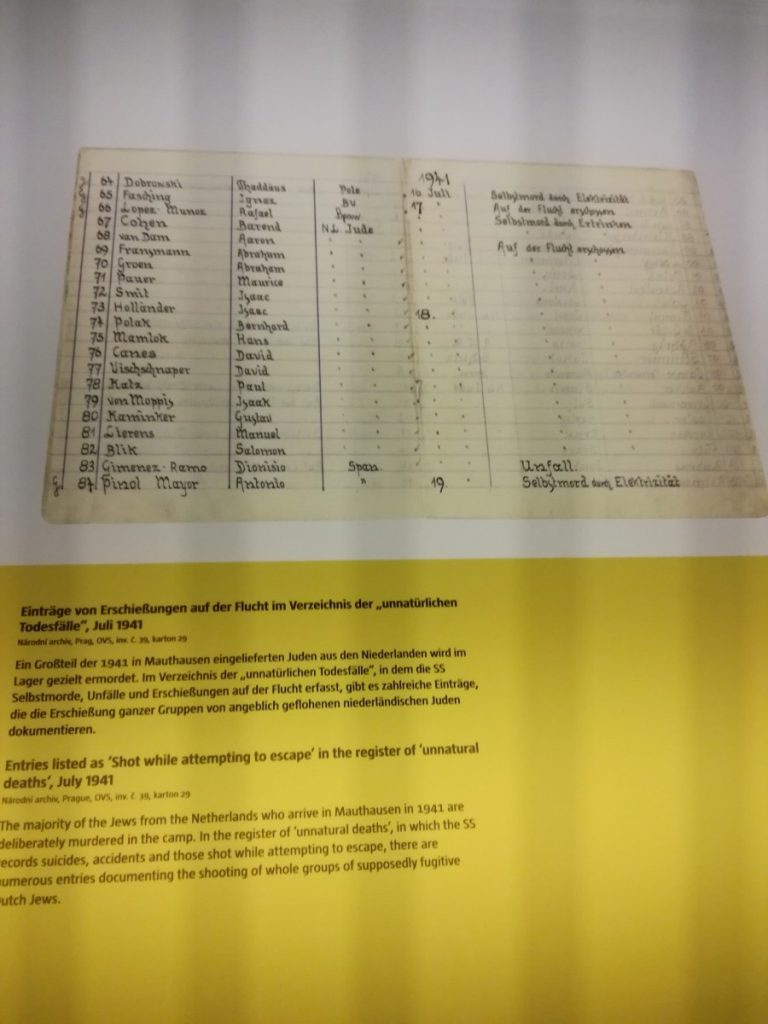 1941
64 Dobrowski Thaddäus Pole 16 Juli Selbstmord durch Elektrizität
65 Fasching Ignaz BV " Auf der Flucht erschossen
66 Lopez-Munoz Rafael Span 17 Selbstmord durch Ertrinken
67 Cohen Barend N.L. Jude
68 van Dam Aaron Auf der Flucht erschossen
69 Fransmann Abraham
70 Groen Abraham
71 Pauer Maurice
72 Smit Isaac
73 Holländer Isaac 18.
74 Polak Bernhard
75 Mamlok Hans
76 Canes David
77 Vischschnaper David
78 Katz Paul
79 von Moppis Isaak
80 Kaminker Gustav
81 Lierens Manuel
82 Blik Salomon
83 Gimenez-Ramo Dionisio Span. Unfall.
84 Pinol Mayor Antonio " 19. Selbstmord durch Elektrizität
Einträge von Erschießungen auf der Flucht im Verzeichnis der „unnatürlichen
Todesfälle“, Juli 1941
Národní archiv, Prag, OVS, inv. č. 39, karton 29
Ein Großteil der 1941 in Mauthausen eingelieferten Juden aus den Niederlanden wird im
Lager gezielt ermordet. Im Verzeichnis der „unnatürlichen Todesfälle“, in dem die SS
Selbstmorde, Unfälle und Erschießungen auf der Flucht erfasst, gibt es zahlreiche Einträge,
die die Erschießung ganzer Gruppen von angeblich geflohenen niederländischen Juden
dokumentieren.
Entries listed as ‘Shot while attempting to escape’ in the register of ‘unnatural
deaths’, July 1941
Národní archiv, Prague, OVS, inv. č. 39, karton 29
The majority of the Jews from the Netherlands who arrive in Mauthausen in 1941 are
deliberately murdered in the camp. In the register of ‘unnatural deaths’, in which the SS
records suicides, accidents and those shot while attempting to escape, there are
numerous entries documenting the shooting of whole groups of supposedly fugitive
Dutch Jews.